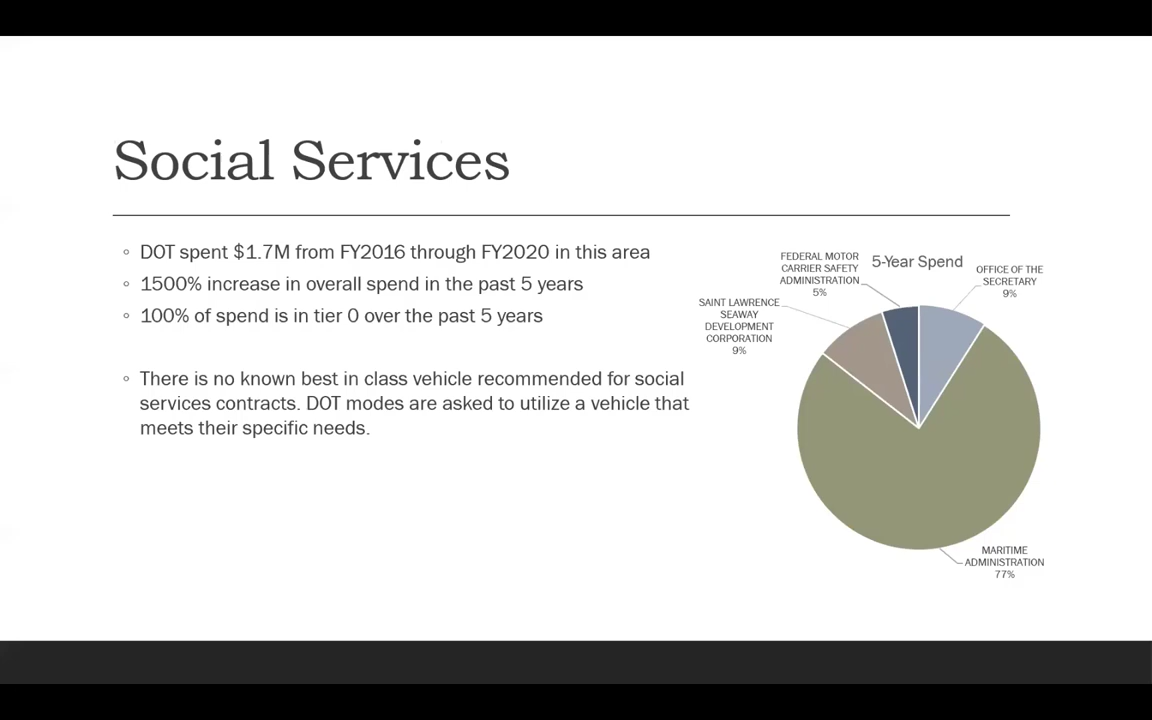 Social Services
◦ DOT spent $1.7M from FY2016 through FY2020 in this area
◦ 1500% increase in overall spend in the past 5 years
◦ 100% of spend is in tier 0 over the past 5 years
◦ There is no known best in class vehicle recommended for social
services contracts. DOT modes are asked to utilize a vehicle that
meets their specific needs.
5-Year Spend
FEDERAL MOTOR
CARRIER SAFETY
ADMINISTRATION
5%
OFFICE OF THE
SECRETARY
9%
SAINT LAWRENCE
SEAWAY
DEVELOPMENT
CORPORATION
9%
MARITIME
ADMINISTRATION
77%